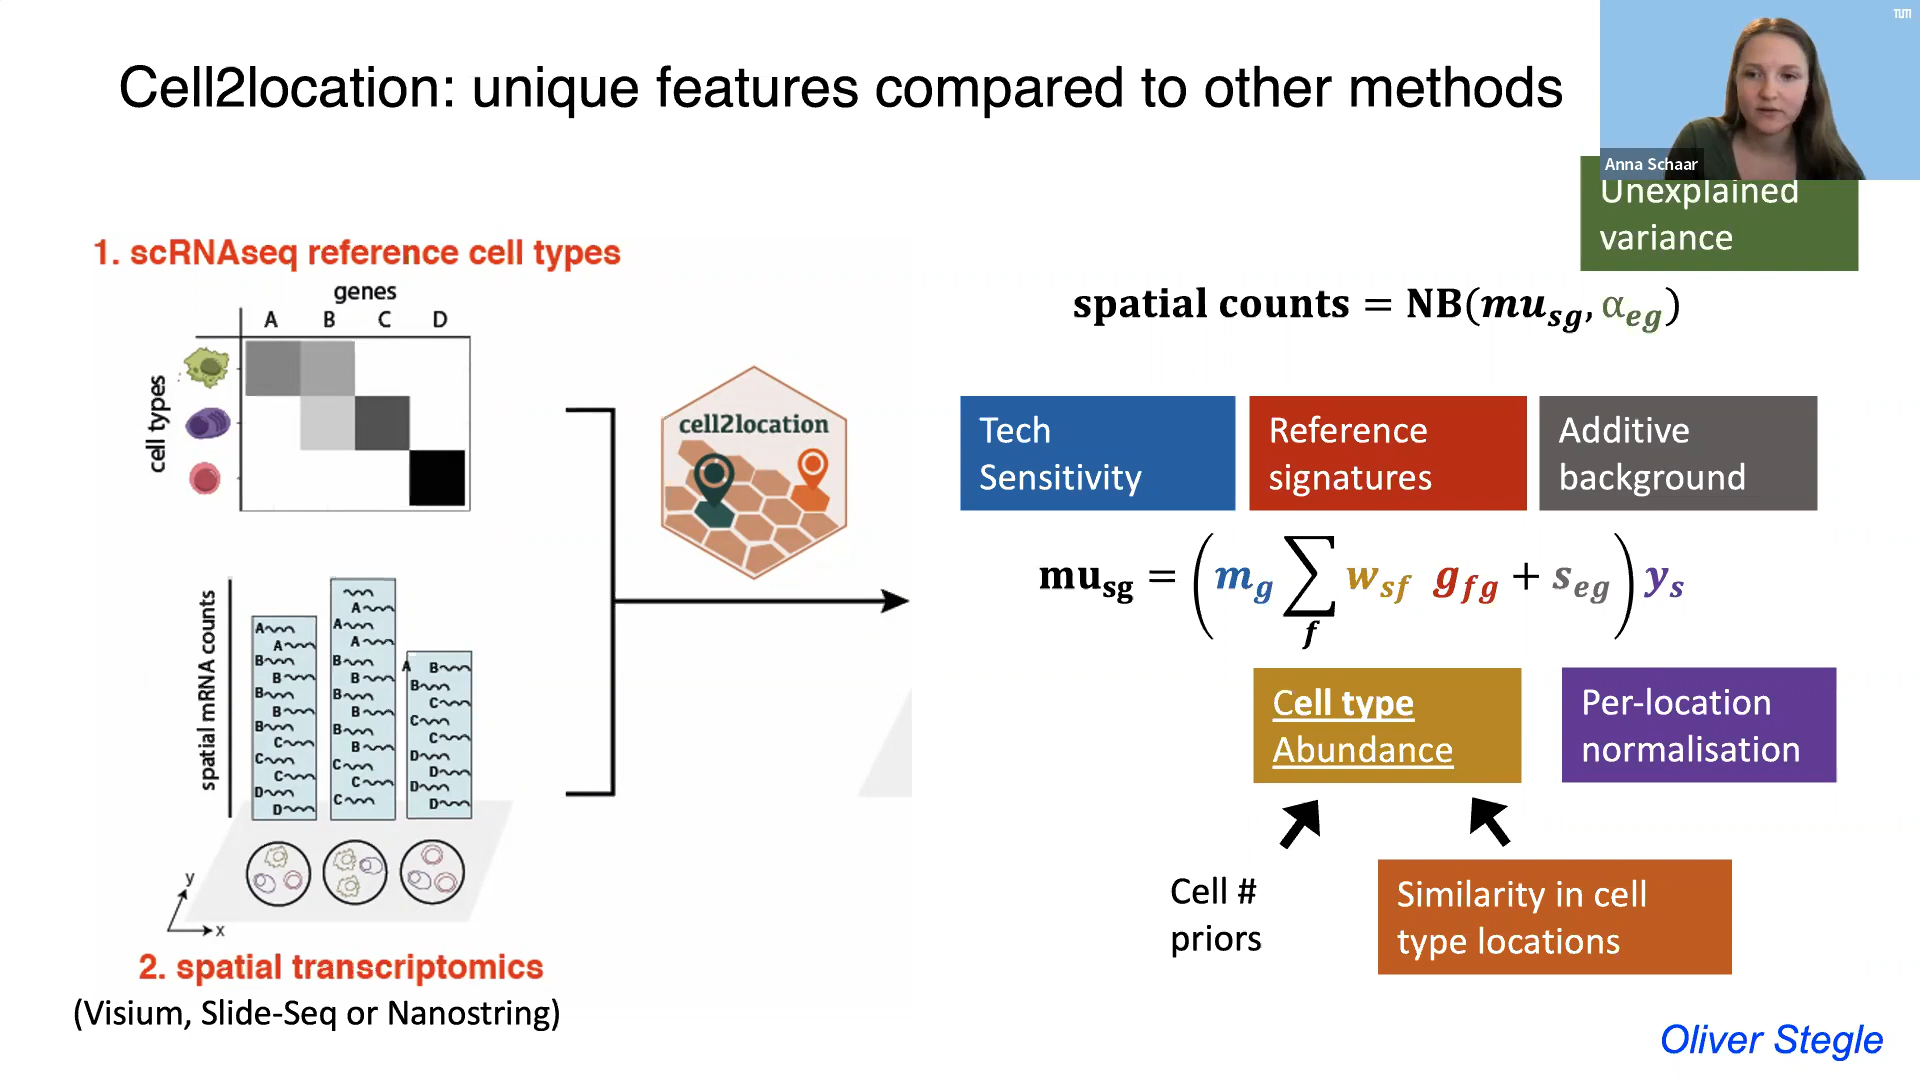 TUM
Cell2location: unique features compared to other methods
Anna Schaar
Unexplained
variance
1. scRNAseq reference cell types
genes
A B C D
cell types
cell2location
spatial counts = NB(mu_sg, α_eg)
Tech
Sensitivity
Reference
signatures
Additive
background
mu_sg = (m_g ∑_f w_sf g_fg + s_eg) y_s
Cell type
Abundance
Per-location
normalisation
Cell #
priors
Similarity in cell
type locations
spatial mRNA counts
A
A
B
B
B
B
B
C
C
C
D
D
A
A
A
B
B
B
B
B
B
C
C
C
A B
B
C
C
C
D
D
D
D
y
x
2. spatial transcriptomics
(Visium, Slide-Seq or Nanostring)
Oliver Stegle